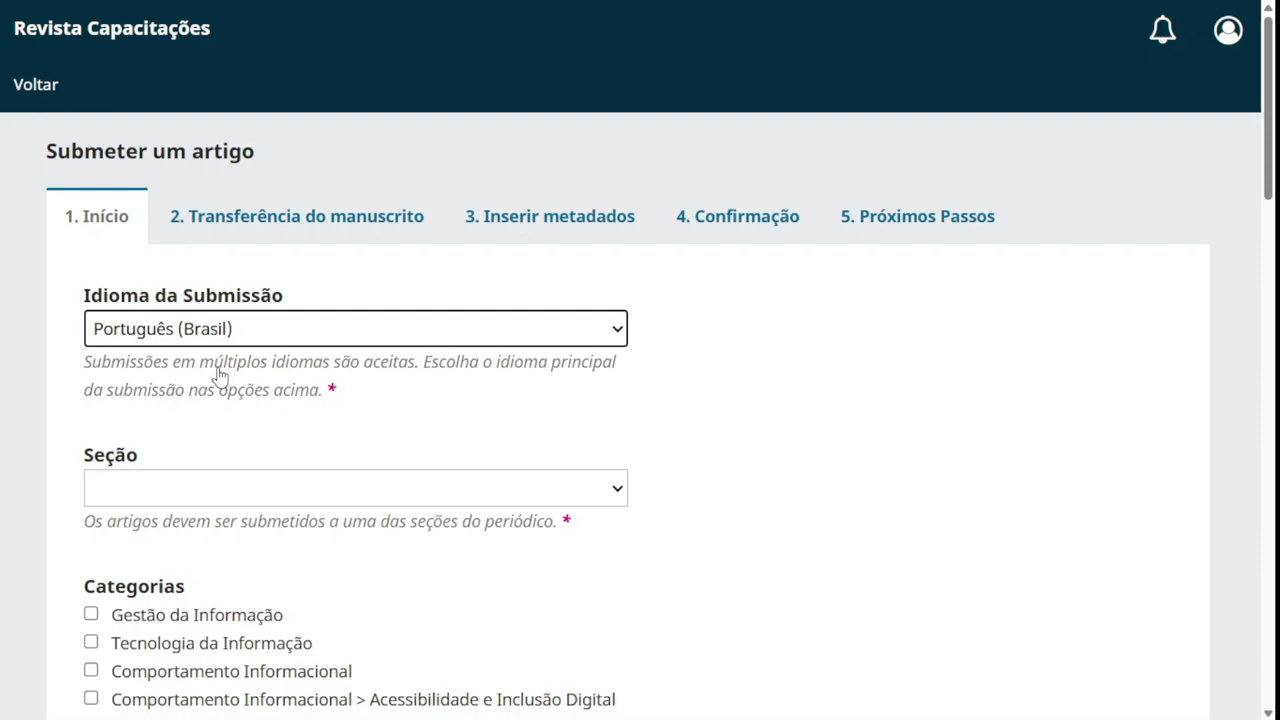 Revista Capacitações
Voltar
Submeter um artigo
1. Início
2. Transferência do manuscrito
3. Inserir metadados
4. Confirmação
5. Próximos Passos
Idioma da Submissão
Português (Brasil)
Submissões em múltiplos idiomas são aceitas. Escolha o idioma principal
da submissão nas opções acima. *
Seção
Os artigos devem ser submetidos a uma das seções do periódico. *
Categorias
Gestão da Informação
Tecnologia da Informação
Comportamento Informacional
Comportamento Informacional > Acessibilidade e Inclusão Digital